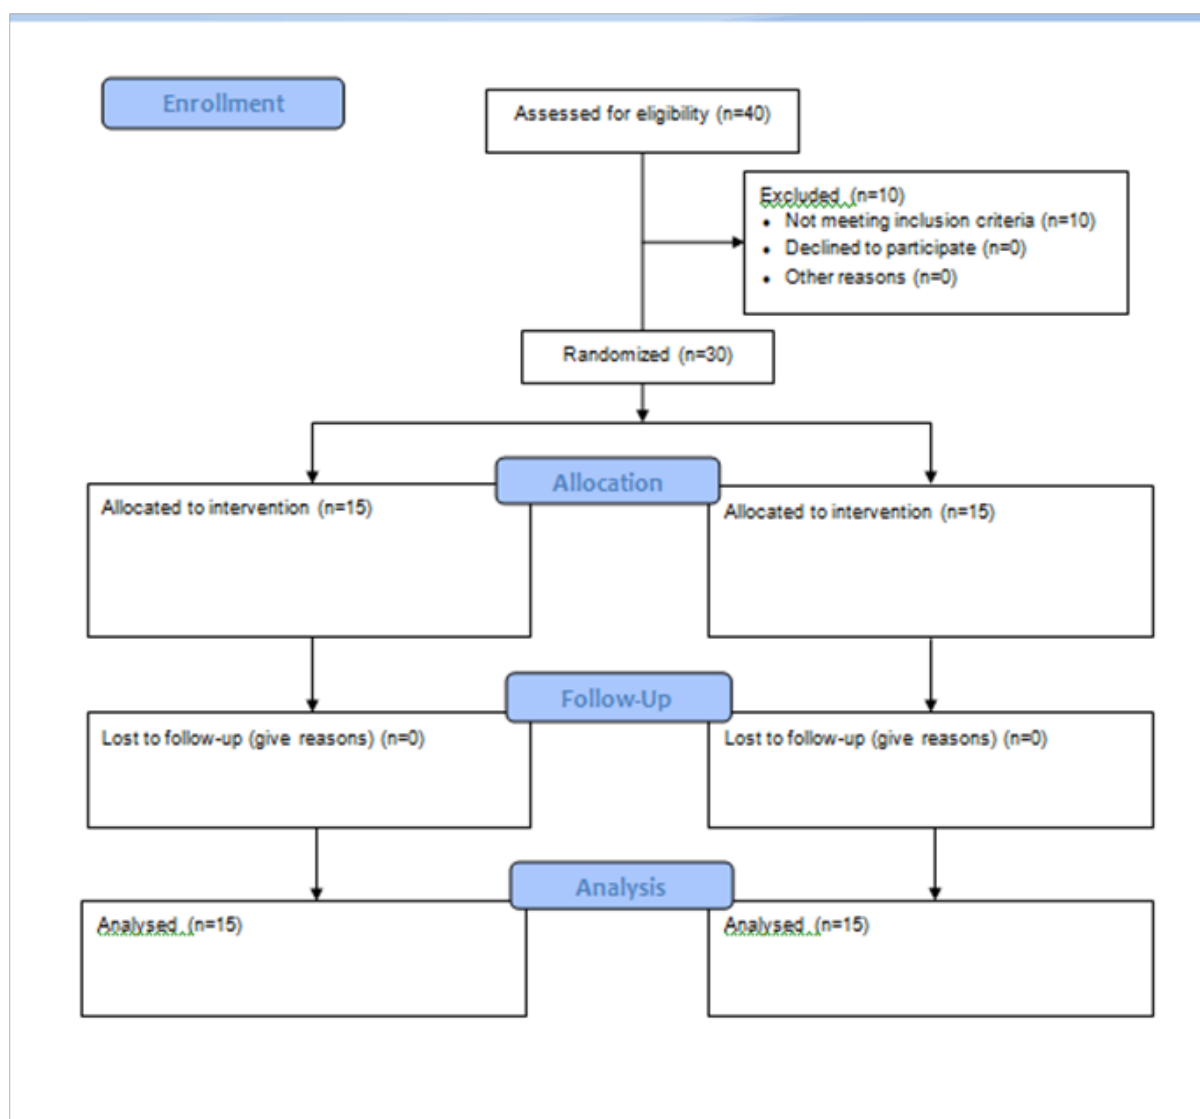 Enrollment
Assessed for eligibility (n=40)
Excluded (n=10)
• Not meeting inclusion criteria (n=10)
• Declined to participate (n=0)
• Other reasons (n=0)
Randomized (n=30)
Allocation
Allocated to intervention (n=15)
Allocated to intervention (n=15)
Follow-Up
Lost to follow-up (give reasons) (n=0)
Lost to follow-up (give reasons) (n=0)
Analysis
Analysed (n=15)
Analysed (n=15)